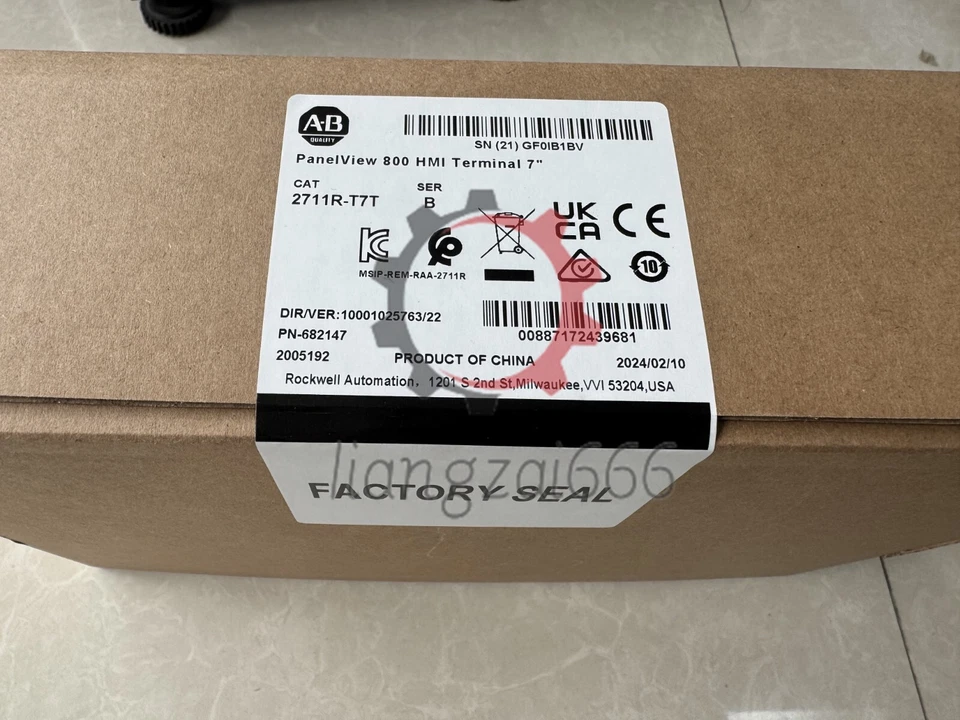 A-B
QUALITY
SN (21) GF0IB1BV
PanelView 800 HMI Terminal 7"
CAT
SER
2711R-T7T
B
UK
CA
CE
MSIP-REM-RAA-2711R
10
DIR/VER:10001025763/22
PN-682147
00887172439681
2005192
PRODUCT OF CHINA
2024/02/10
Rockwell Automation, 1201 S 2nd St,Milwaukee,VVI 53204,USA
liangzai666
FACTORY SEAL